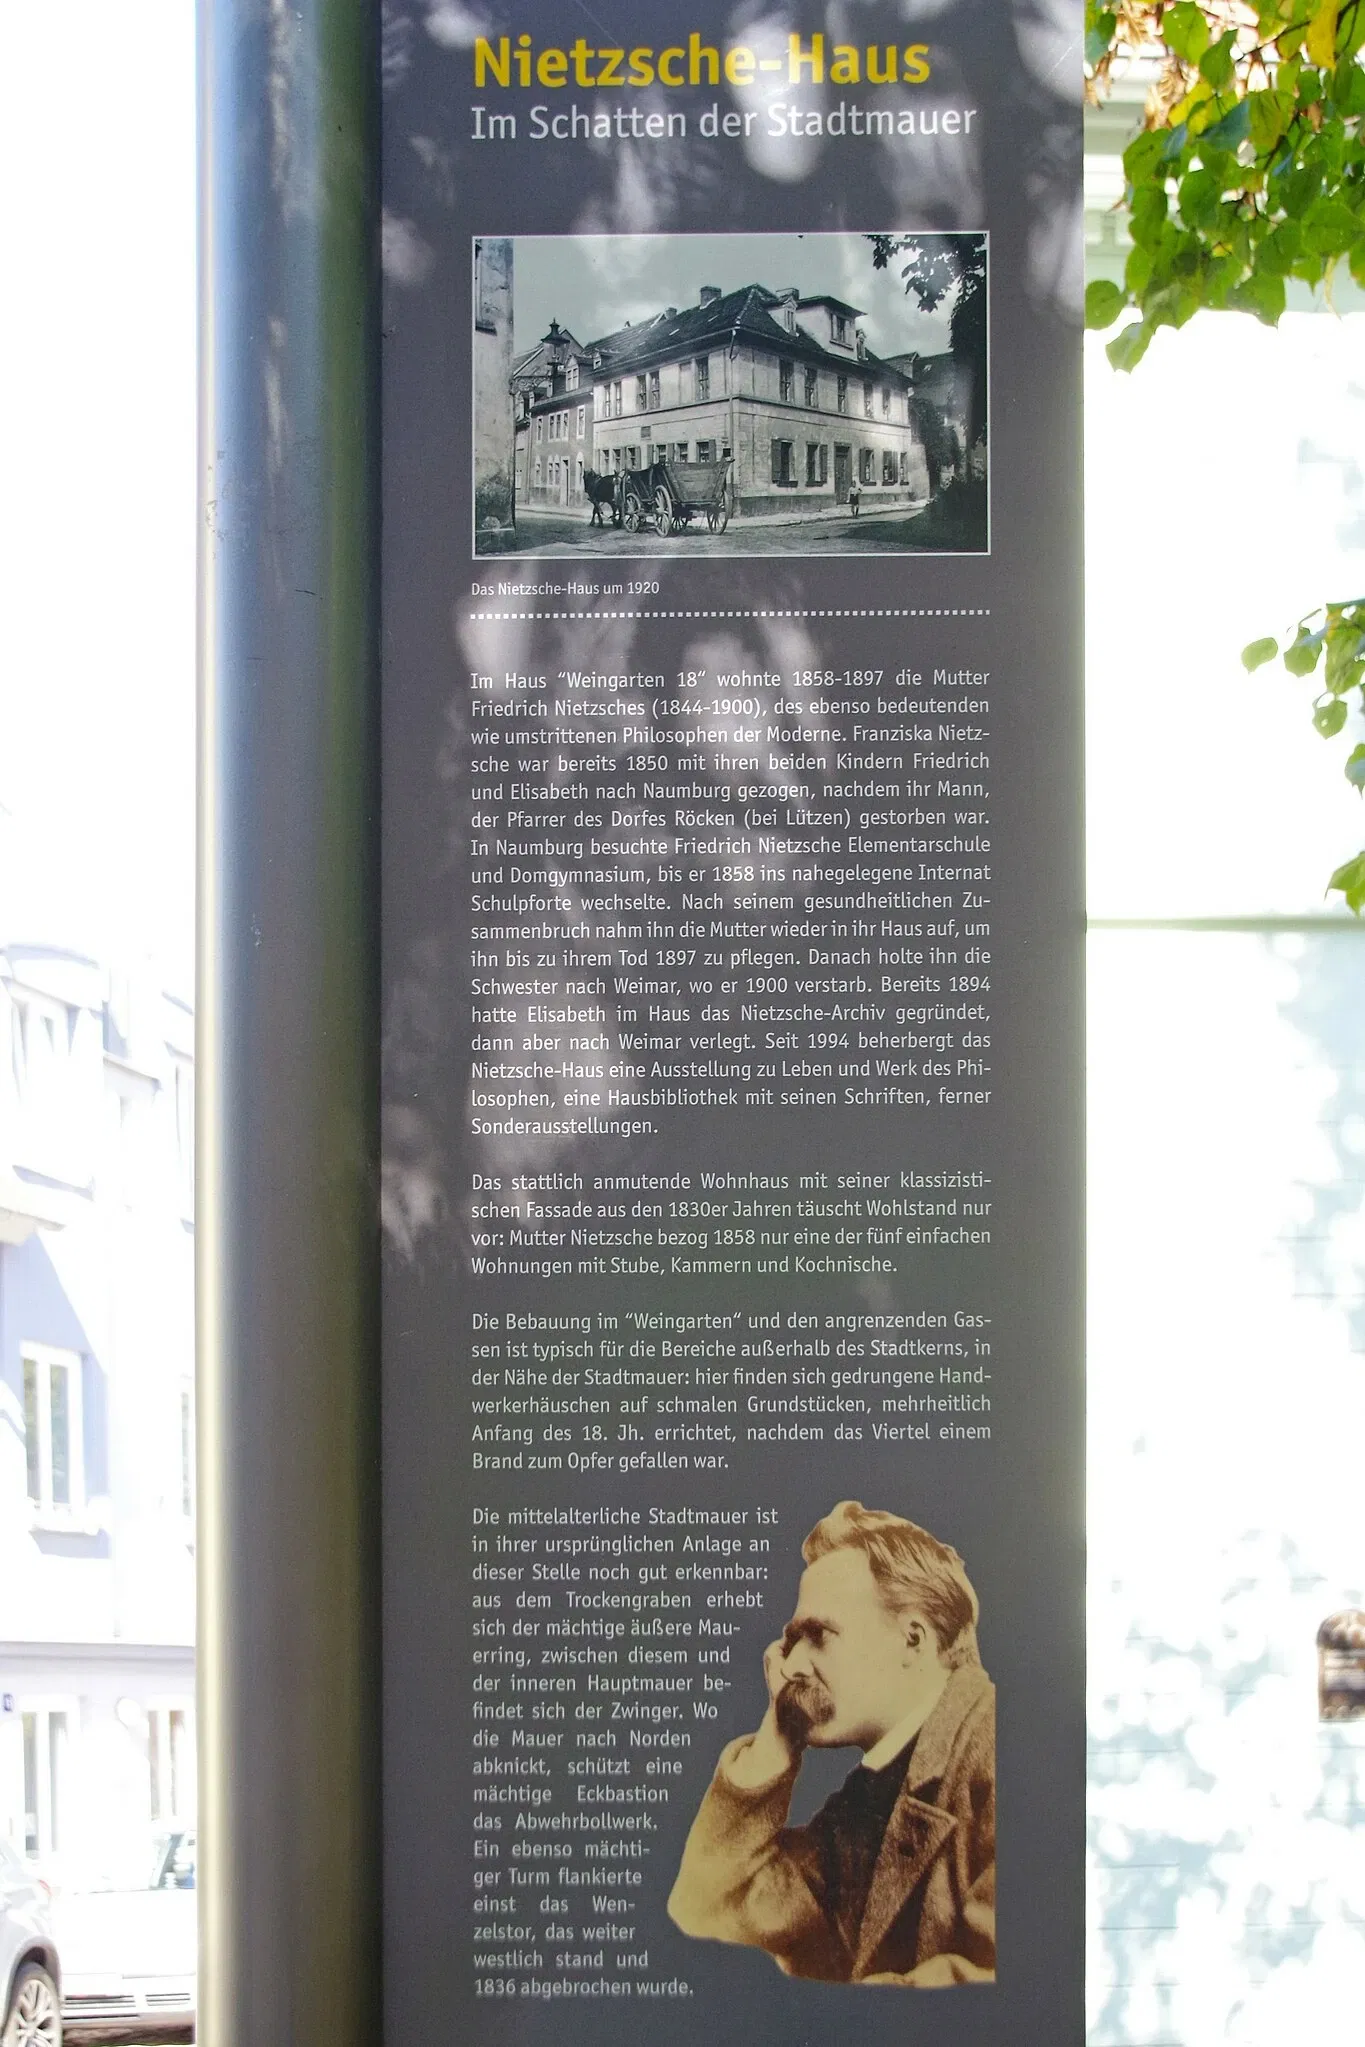 Nietzsche-Haus
Im Schatten der Stadtmauer
Das Nietzsche-Haus um 1920
Im Haus “Weingarten 18“ wohnte 1858-1897 die Mutter
Friedrich Nietzsches (1844-1900), des ebenso bedeutenden
wie umstrittenen Philosophen der Moderne. Franziska Nietz-
sche war bereits 1850 mit ihren beiden Kindern Friedrich
und Elisabeth nach Naumburg gezogen, nachdem ihr Mann,
der Pfarrer des Dorfes Röcken (bei Lützen) gestorben war.
In Naumburg besuchte Friedrich Nietzsche Elementarschule
und Domgymnasium, bis er 1858 ins nahegelegene Internat
Schulpforte wechselte. Nach seinem gesundheitlichen Zu-
sammenbruch nahm ihn die Mutter wieder in ihr Haus auf, um
ihn bis zu ihrem Tod 1897 zu pflegen. Danach holte ihn die
Schwester nach Weimar, wo er 1900 verstarb. Bereits 1894
hatte Elisabeth im Haus das Nietzsche-Archiv gegründet,
dann aber nach Weimar verlegt. Seit 1994 beherbergt das
Nietzsche-Haus eine Ausstellung zu Leben und Werk des Phi-
losophen, eine Hausbibliothek mit seinen Schriften, ferner
Sonderausstellungen.
Das stattlich anmutende Wohnhaus mit seiner klassizisti-
schen Fassade aus den 1830er Jahren täuscht Wohlstand nur
vor: Mutter Nietzsche bezog 1858 nur eine der fünf einfachen
Wohnungen mit Stube, Kammern und Kochnische.
Die Bebauung im “Weingarten“ und den angrenzenden Gas-
sen ist typisch für die Bereiche außerhalb des Stadtkerns, in
der Nähe der Stadtmauer: hier finden sich gedrungene Hand-
werkerhäuschen auf schmalen Grundstücken, mehrheitlich
Anfang des 18. Jh. errichtet, nachdem das Viertel einem
Brand zum Opfer gefallen war.
Die mittelalterliche Stadtmauer ist
in ihrer ursprünglichen Anlage an
dieser Stelle noch gut erkennbar:
aus dem Trockengraben erhebt
sich der mächtige äußere Mau-
erring, zwischen diesem und
der inneren Hauptmauer be-
findet sich der Zwinger. Wo
die Mauer nach Norden
abknickt, schützt eine
mächtige Eckbastion
das Abwehrbollwerk.
Ein ebenso mächti-
ger Turm flankierte
einst das Wen-
zelstor, das weiter
westlich stand und
1836 abgebrochen wurde.